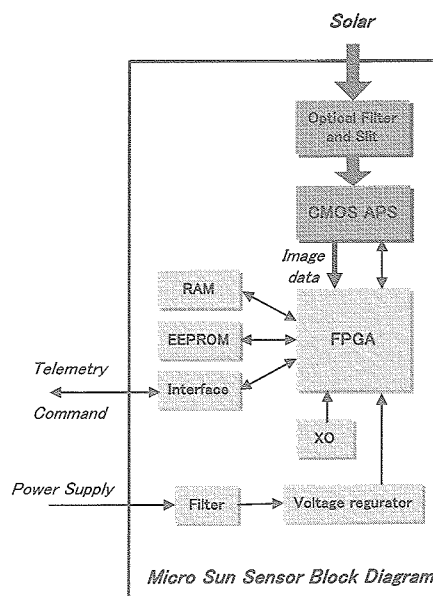 Solar
Optical Filter
and Slit
CMOS APS
Image
data
RAM
EEPROM
FPGA
Interface
Telemetry
Command
XO
Power Supply
Filter
Voltage regurator
Micro Sun Sensor Block Diagram